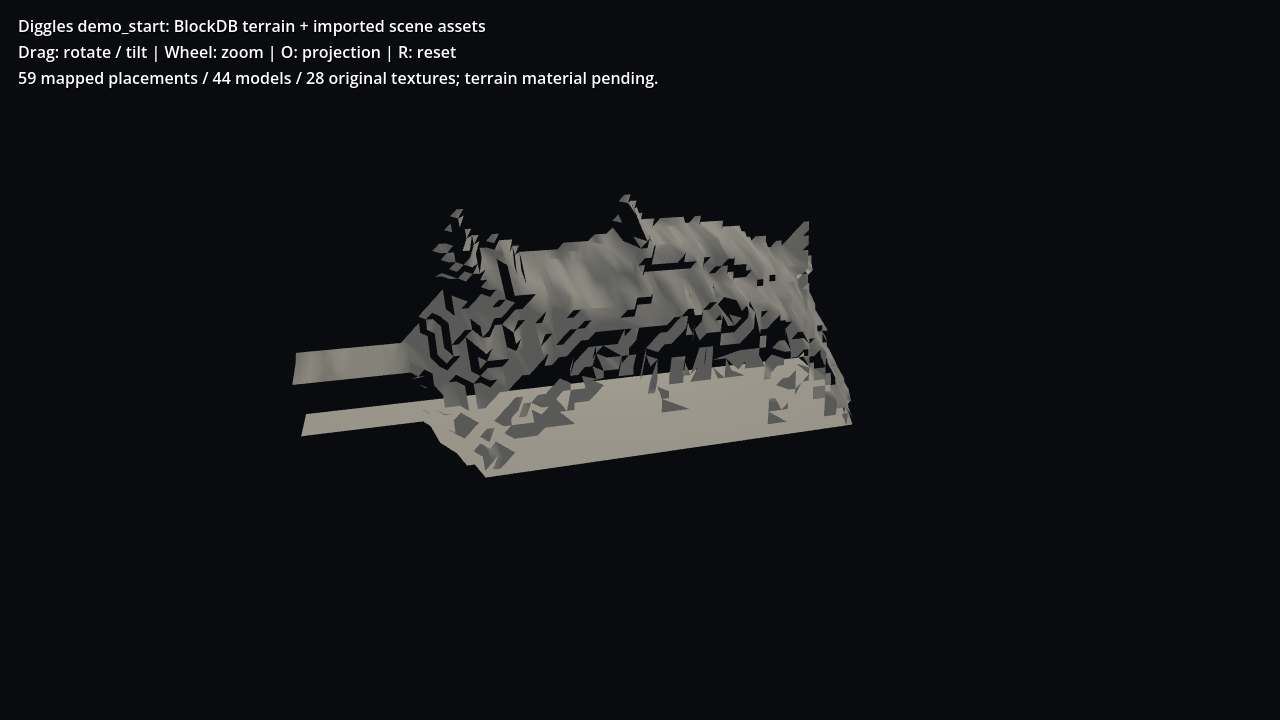 Diggles demo_start: BlockDB terrain + imported scene assets
Drag: rotate / tilt | Wheel: zoom | O: projection | R: reset
59 mapped placements / 44 models / 28 original textures; terrain material pending.